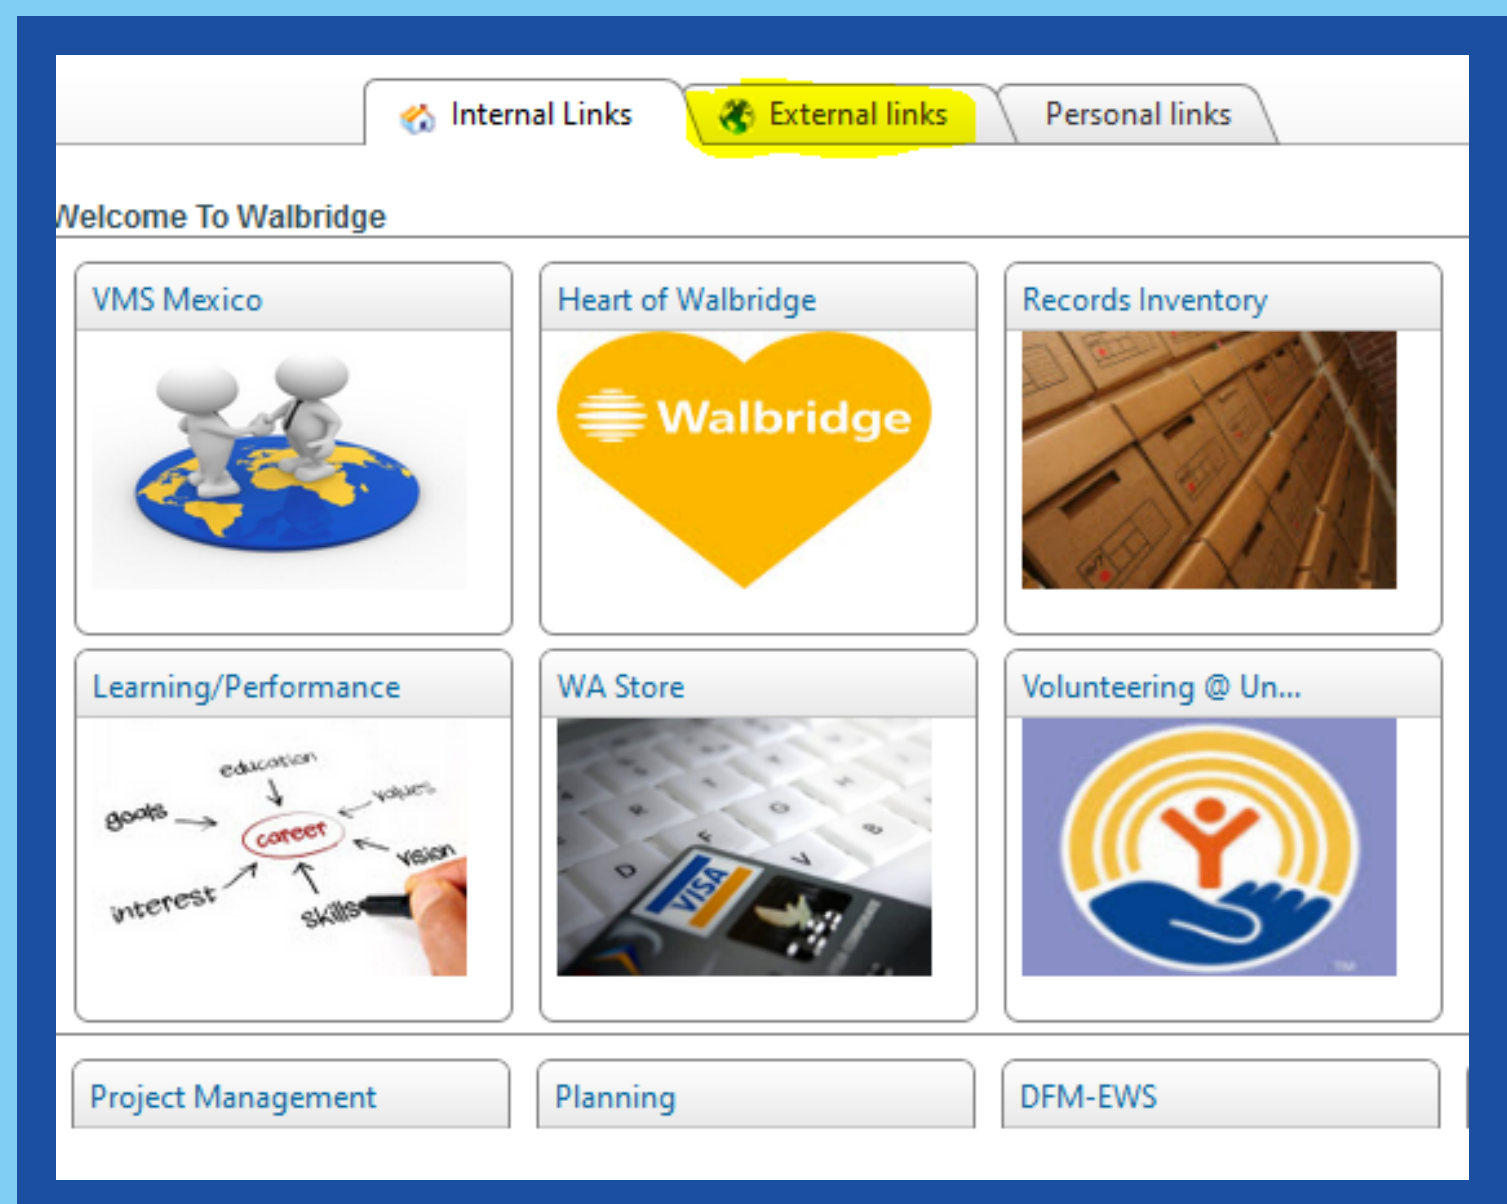 Internal Links External links Personal links
Welcome To Walbridge
VMS Mexico Heart of Walbridge Records Inventory
Walbridge
Learning/Performance WA Store Volunteering @ Un...
education
goals values
career
vision
interest
skills
D F V B
R T H
VISA
TM
Project Management Planning DFM-EWS